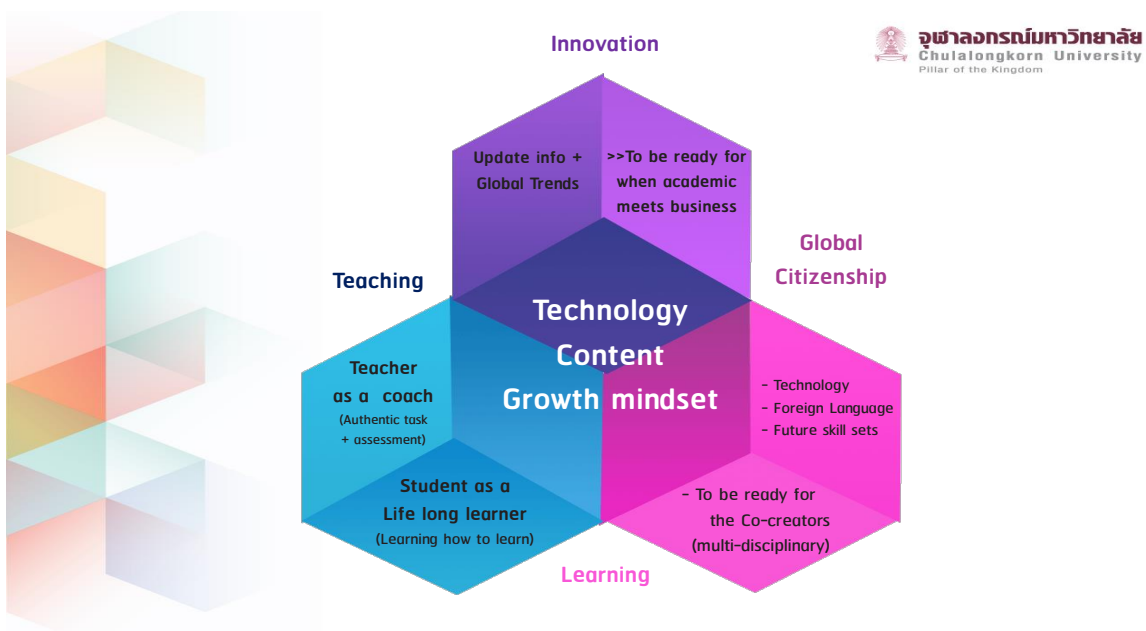 Innovation
จุฬาลงกรณ์มหาวิทยาลัย
Chulalongkorn University
Pillar of the Kingdom
Update info +
Global Trends
>>To be ready for
when academic
meets business
Global
Citizenship
Teaching
Technology
Content
Growth mindset
Teacher
as a coach
(Authentic task
+ assessment)
- Technology
- Foreign Language
- Future skill sets
Student as a
Life long learner
(Learning how to learn)
- To be ready for
the Co-creators
(multi-disciplinary)
Learning